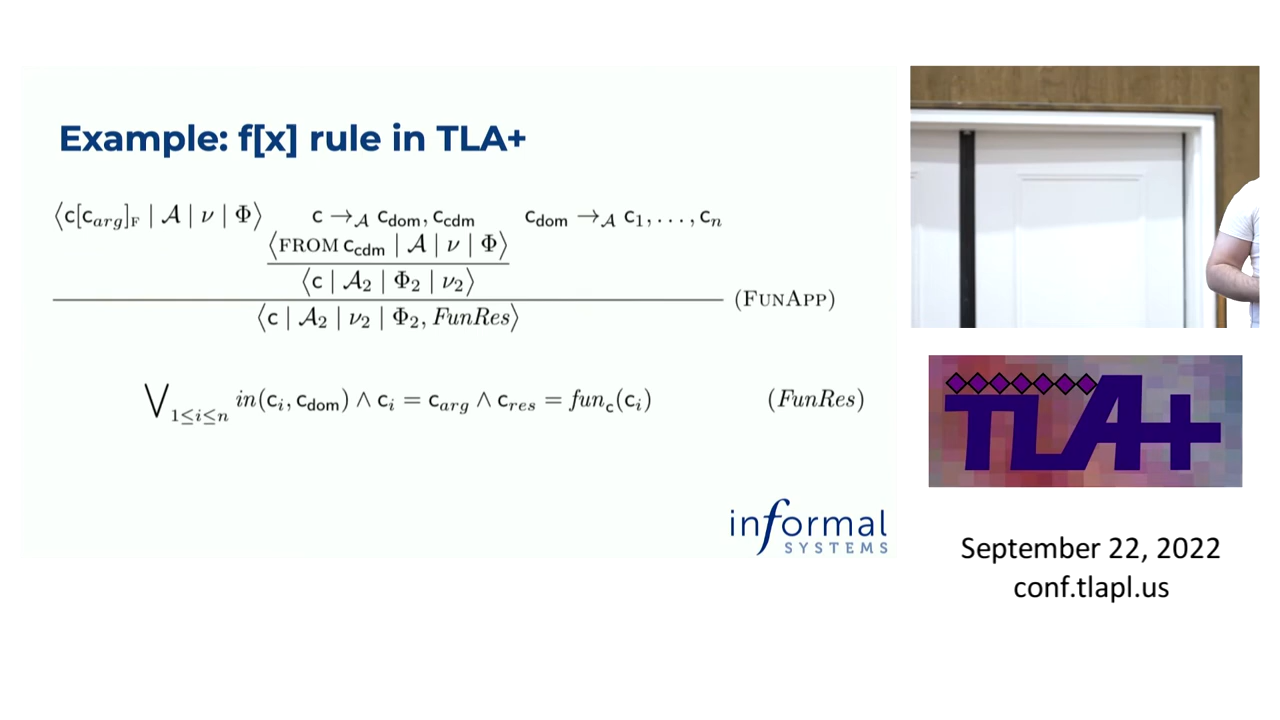 Example: f[x] rule in TLA+
⟨c[c_arg]_F | 𝒜 | ν | Φ⟩   c →_𝒜 c_dom, c_cdm   c_dom →_𝒜 c_1, . . . , c_n
⟨FROM c_cdm | 𝒜 | ν | Φ⟩
⟨c | 𝒜_2 | Φ_2 | ν_2⟩
(FUNAPP)
⟨c | 𝒜_2 | ν_2 | Φ_2, FunRes⟩
⋁_{1≤i≤n} in(c_i, c_dom) ∧ c_i = c_arg ∧ c_res = fun_c(c_i)   (FunRes)
informal
SYSTEMS
TLA+
September 22, 2022
conf.tlapl.us